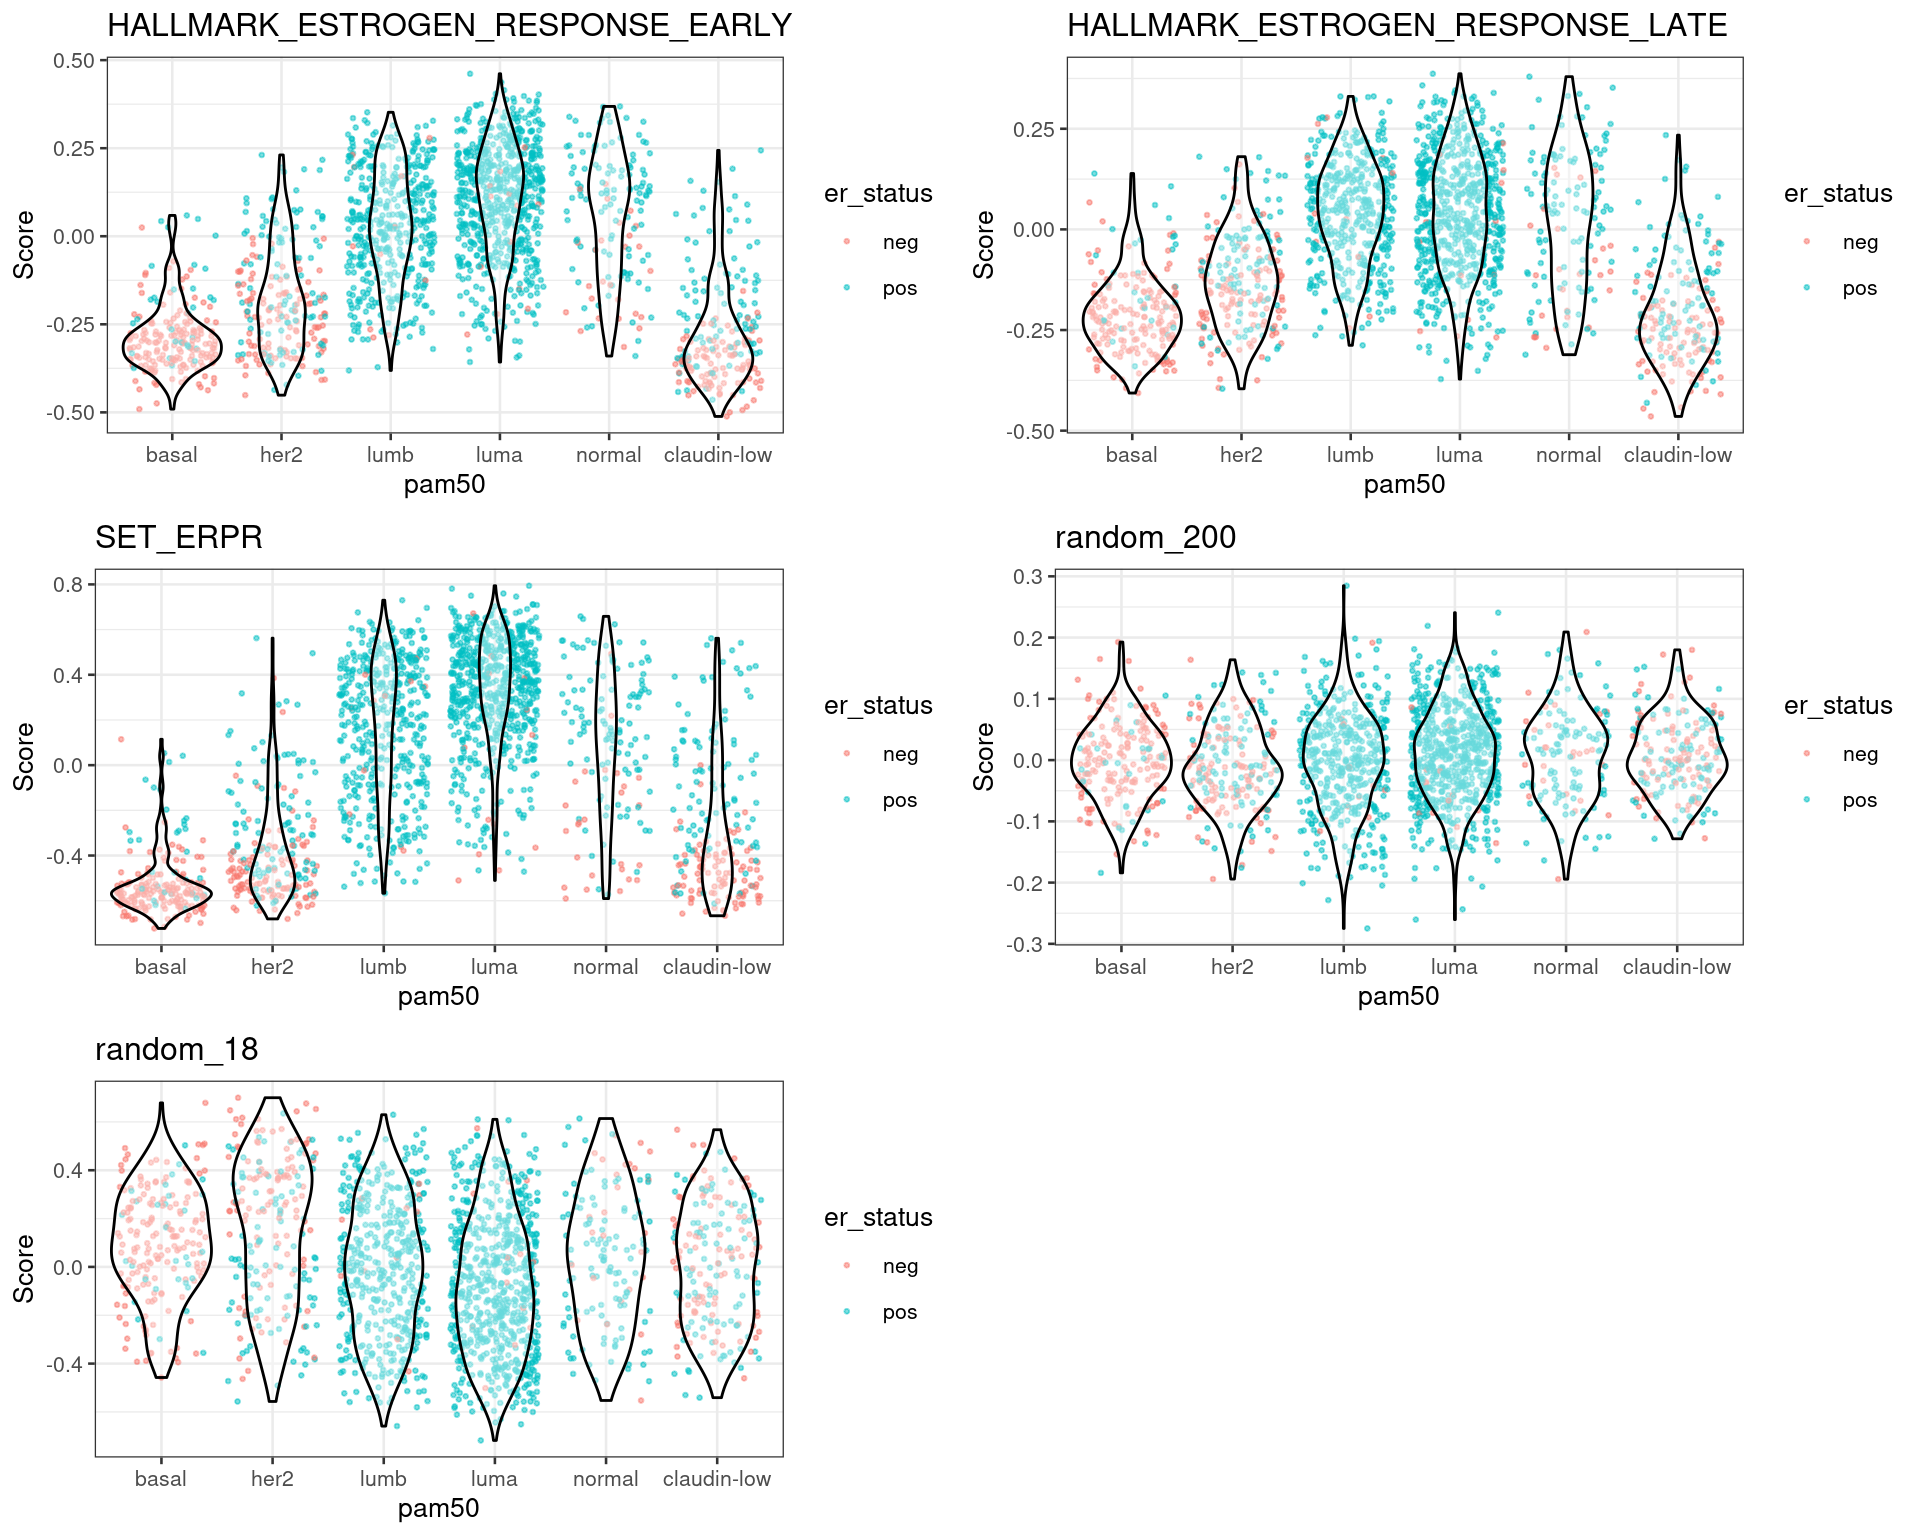 HALLMARK_ESTROGEN_RESPONSE_EARLY
0.50
0.25
0.00
-0.25
-0.50
Score
basal her2 lumb luma normal claudin-low
pam50
er_status
neg
pos
HALLMARK_ESTROGEN_RESPONSE_LATE
0.25
0.00
-0.25
-0.50
Score
basal her2 lumb luma normal claudin-low
pam50
er_status
neg
pos
SET_ERPR
0.8
0.4
0.0
-0.4
Score
basal her2 lumb luma normal claudin-low
pam50
er_status
neg
pos
random_200
0.3
0.2
0.1
0.0
-0.1
-0.2
-0.3
Score
basal her2 lumb luma normal claudin-low
pam50
er_status
neg
pos
random_18
0.4
0.0
-0.4
Score
basal her2 lumb luma normal claudin-low
pam50
er_status
neg
pos